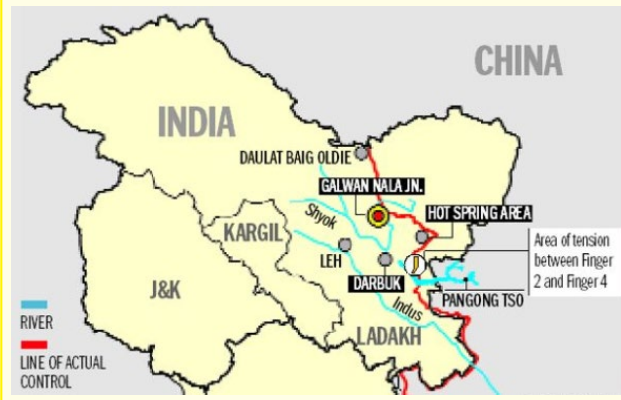 CHINA
INDIA
DAULAT BAIG OLDIE
GALWAN NALA JN.
Shyok
HOT SPRING AREA
KARGIL
Area of tension
between Finger
2 and Finger 4
LEH
J&K
DARBUK
Indus
PANGONG TSO
RIVER
LADAKH
LINE OF ACTUAL
CONTROL